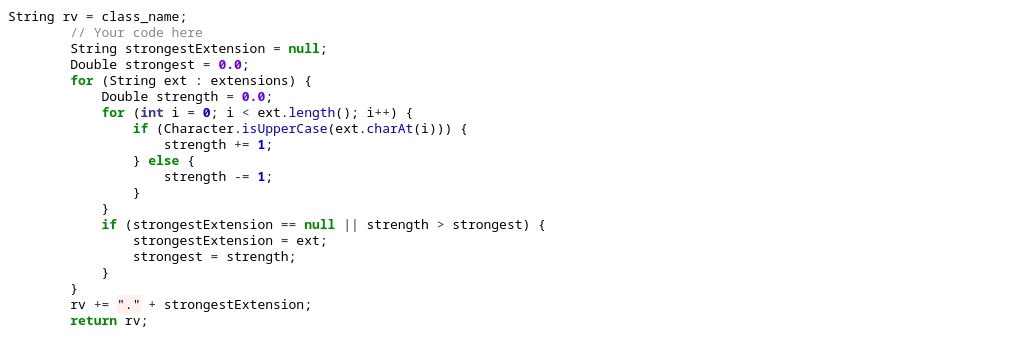 String rv = class_name;
        // Your code here
        String strongestExtension = null;
        Double strongest = 0.0;
        for (String ext : extensions) {
            Double strength = 0.0;
            for (int i = 0; i < ext.length(); i++) {
                if (Character.isUpperCase(ext.charAt(i))) {
                    strength += 1;
                } else {
                    strength -= 1;
                }
            }
            if (strongestExtension == null || strength > strongest) {
                strongestExtension = ext;
                strongest = strength;
            }
        }
        rv += "." + strongestExtension;
        return rv;